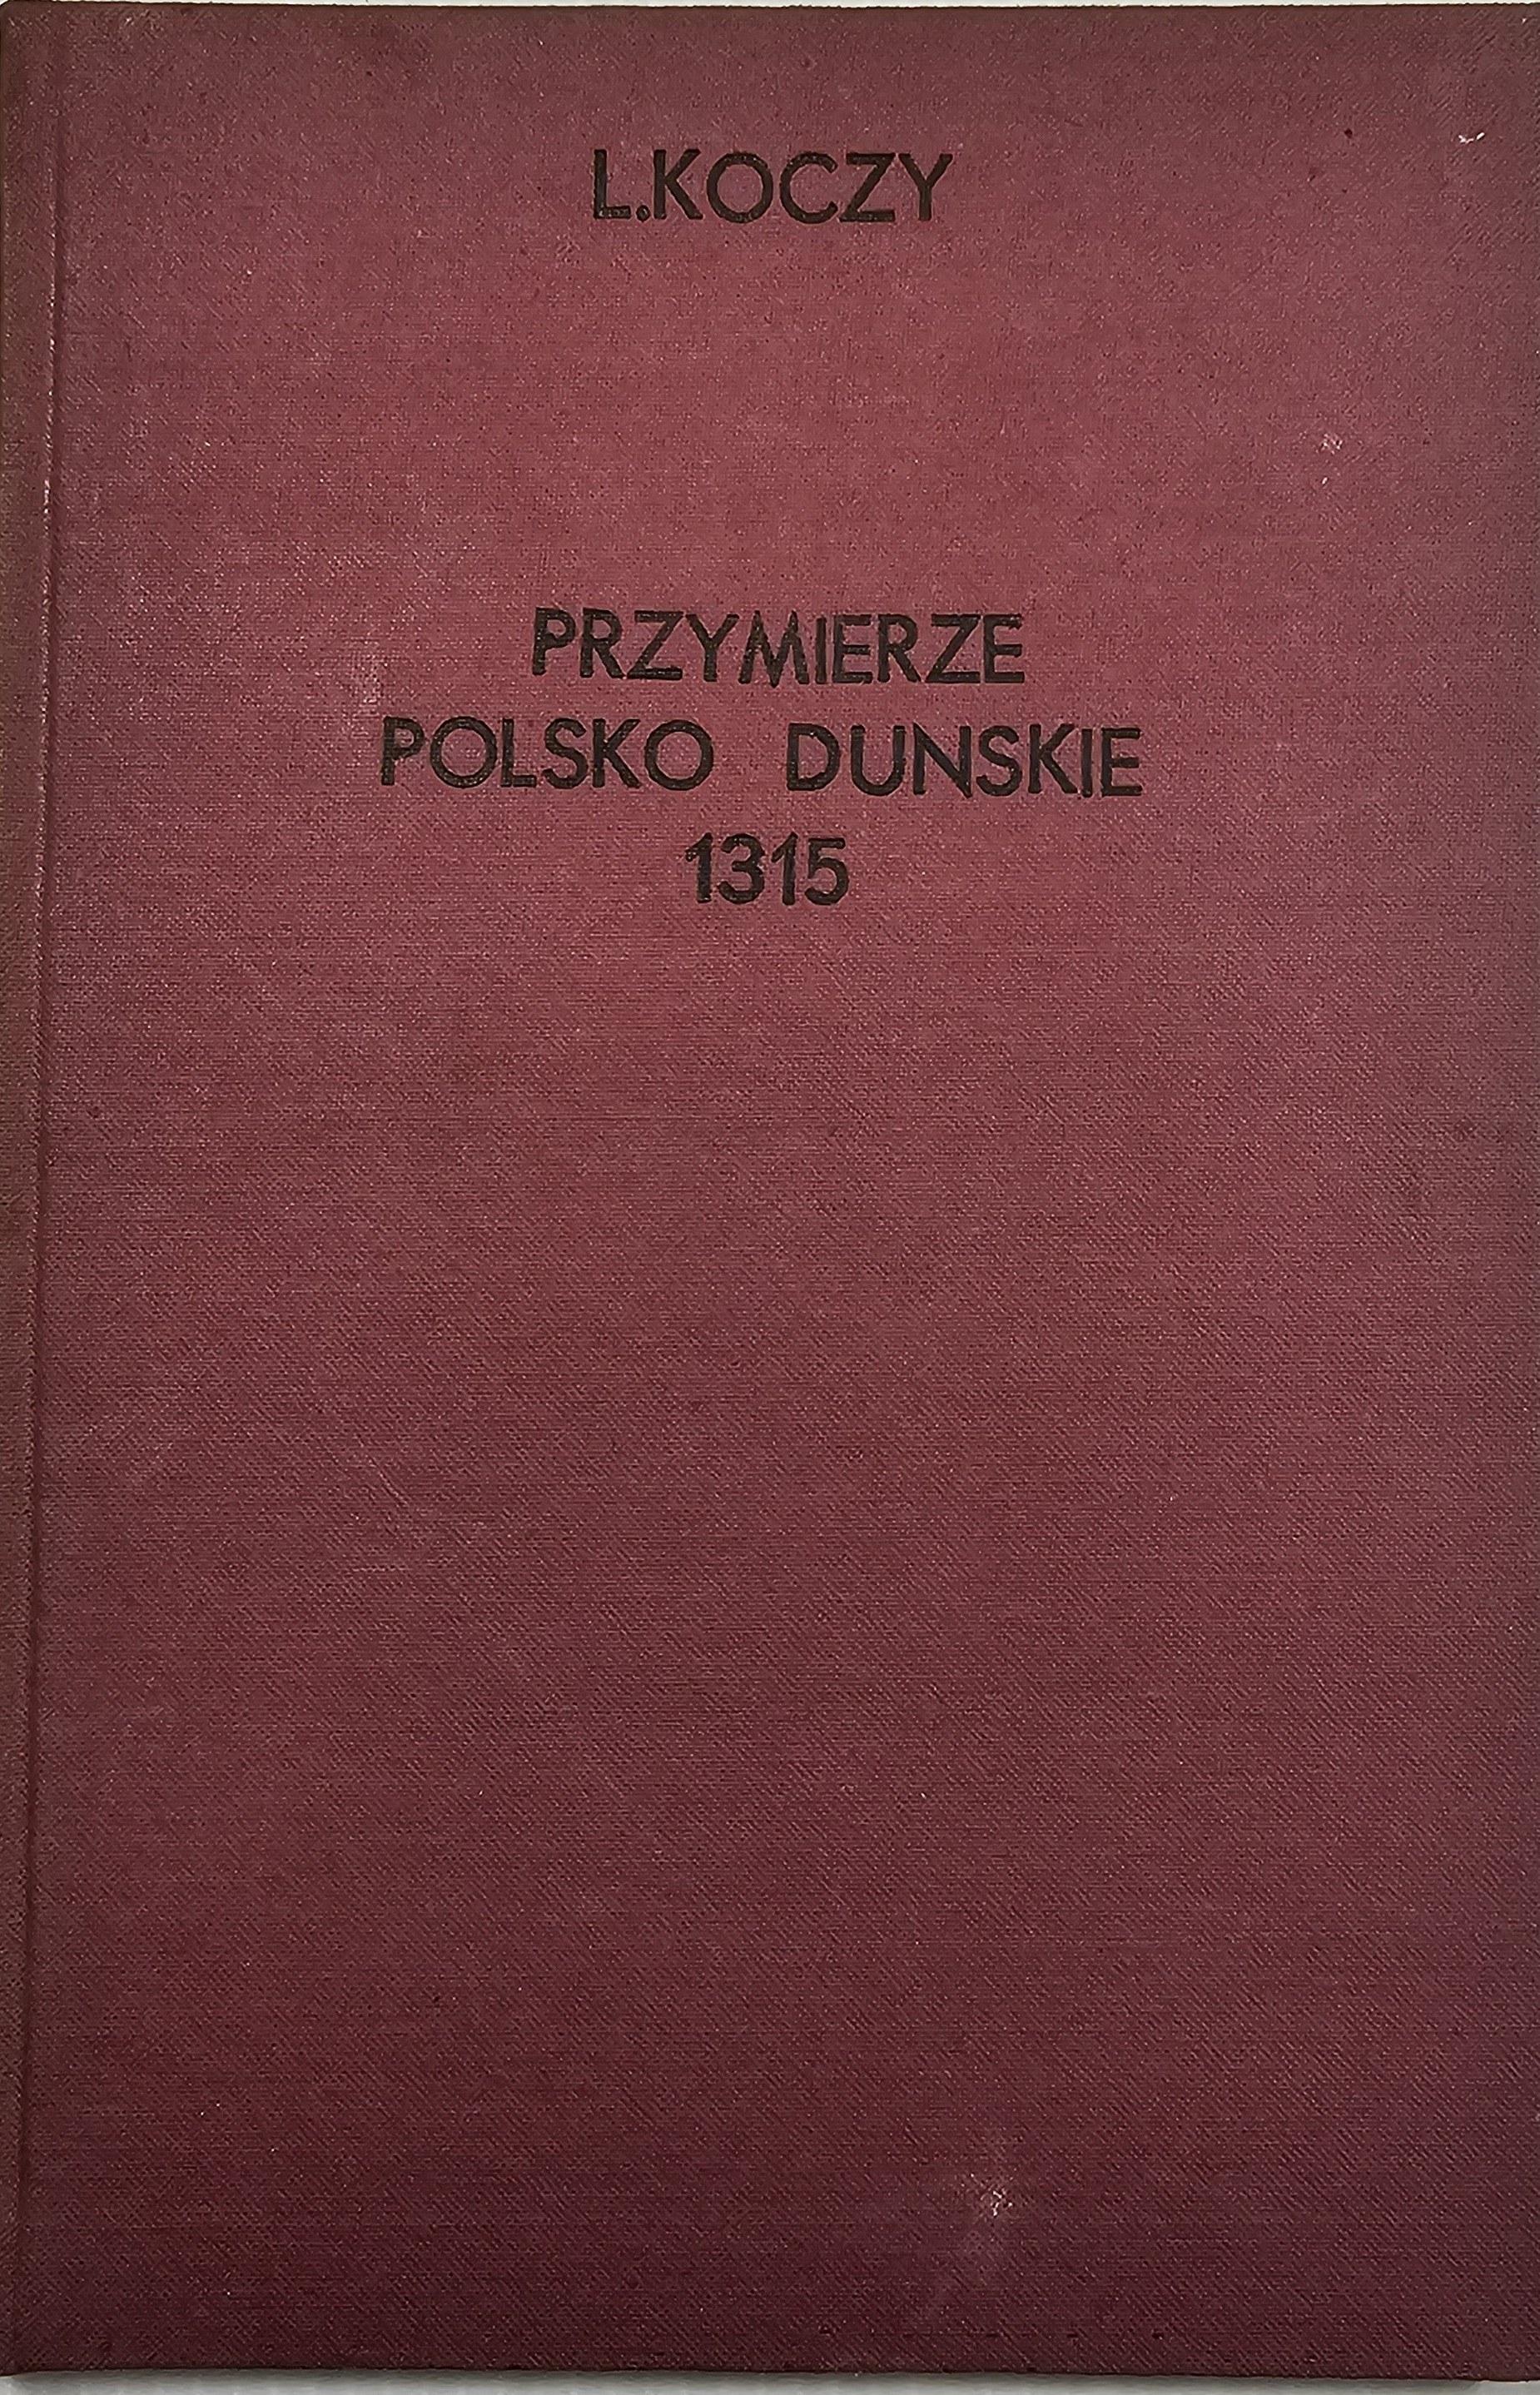 L.KOCZY
PRZYMIERZE
POLSKO DUNSKIE
1315